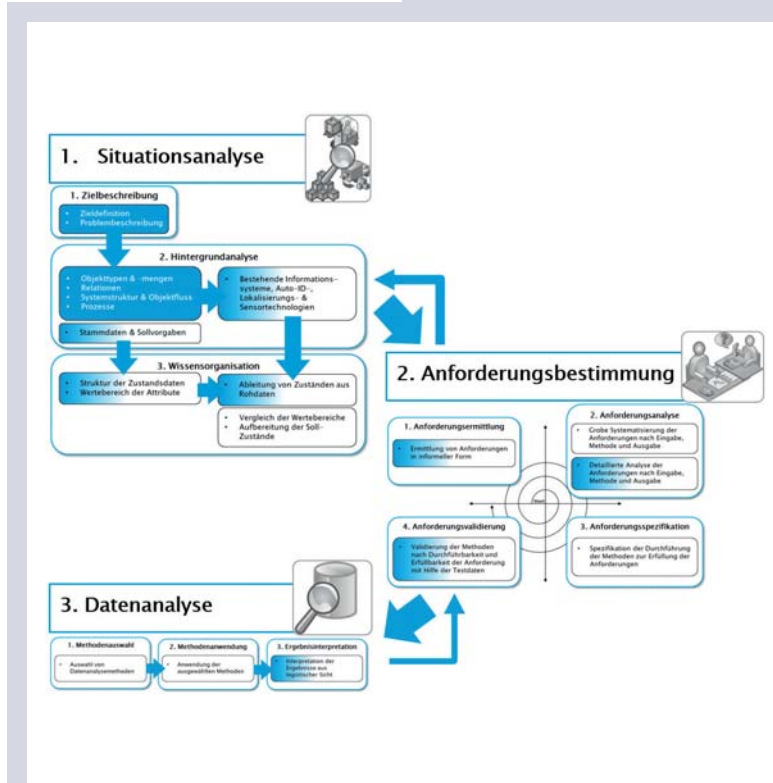 1. Situationsanalyse
1. Zielbeschreibung
• Zieldefinition
• Problembeschreibung
2. Hintergrundanalyse
• Objekttypen & -mengen
• Relationen
• Systemstruktur & Objektfluss
• Prozesse
• Bestehende Informations-
systeme, Auto-ID-,
Lokalisierungs- &
Sensortechnologien
• Stammdaten & Sollvorgaben
3. Wissensorganisation
• Struktur der Zustandsdaten
• Wertebereich der Attribute
• Ableitung von Zuständen aus
Rohdaten
• Vergleich der Wertebereiche
• Aufbereitung der Soll-
Zustände
2. Anforderungsbestimmung
1. Anforderungsermittlung
• Ermittlung von Anforderungen
in informeller Form
2. Anforderungsanalyse
• Grobe Systematisierung der
Anforderungen nach Eingabe,
Methode und Ausgabe
• Detaillierte Analyse der
Anforderungen nach Eingabe,
Methode und Ausgabe
Start
4. Anforderungsvalidierung
• Validierung der Methoden
nach Durchführbarkeit und
Erfüllbarkeit der Anforderung
mit Hilfe der Testdaten
3. Anforderungsspezifikation
• Spezifikation der Durchführung
der Methoden zur Erfüllung der
Anforderungen
3. Datenanalyse
1. Methodenauswahl
• Auswahl von
Datenanalysemethoden
2. Methodenanwendung
• Anwendung der
ausgewählten Methoden
3. Ergebnisinterpretation
• Interpretation der
Ergebnisse aus
logistischer Sicht